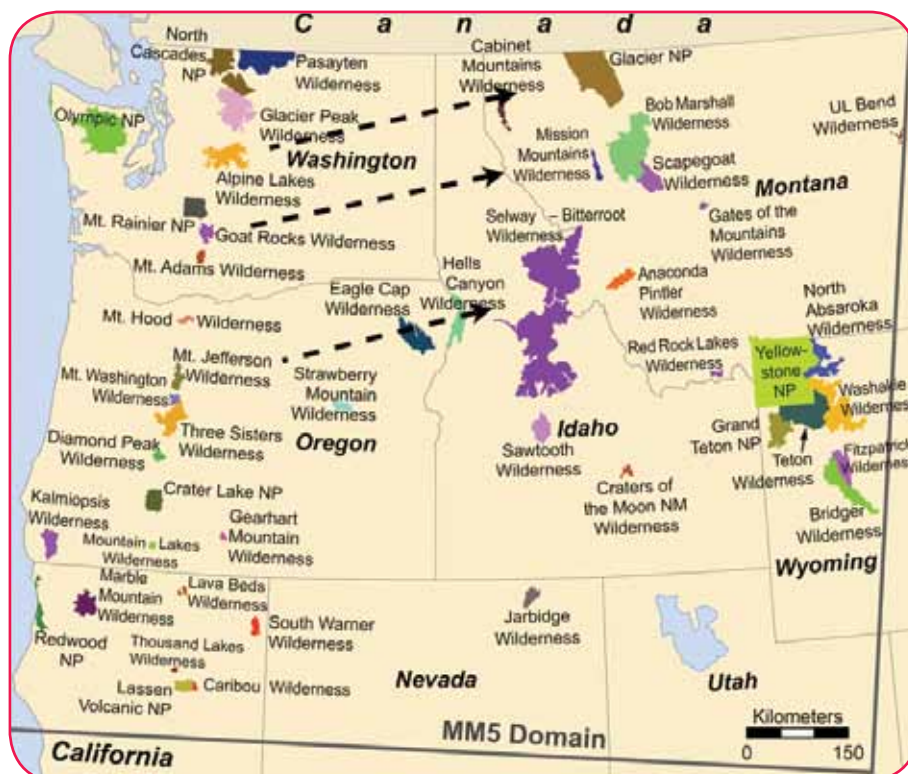 C a n a d a
North
Cascades
NP
Pasayten
Wilderness
Cabinet
Mountains
Wilderness
Glacier NP
Olympic NP
Glacier Peak
Wilderness
Washington
Bob Marshall
Wilderness
UL Bend
Wilderness
Mission
Mountains
Wilderness
Scapegoat
Wilderness
Montana
Alpine Lakes
Wilderness
Mt. Rainier NP
Goat Rocks Wilderness
Mt. Adams Wilderness
Selway – Bitterroot
Wilderness
Gates of the
Mountains
Wilderness
Eagle Cap
Wilderness
Hells
Canyon
Wilderness
Anaconda
Pintler
Wilderness
North
Absaroka
Wilderness
Mt. Hood Wilderness
Mt. Jefferson
Wilderness
Mt. Washington
Wilderness
Strawberry
Mountain
Wilderness
Red Rock Lakes
Wilderness
Yellow-
stone
NP
Washakie
Wilderness
Three Sisters
Wilderness
Oregon
Diamond Peak
Wilderness
Idaho
Sawtooth
Wilderness
Grand
Teton NP
Teton
Wilderness
Fitzpatrick
Wilderness
Crater Lake NP
Craters of
the Moon NM
Wilderness
Bridger
Wilderness
Wyoming
Kalmiopsis
Wilderness
Mountain Lakes
Wilderness
Gearhart
Mountain
Wilderness
Marble
Mountain
Wilderness
Lava Beds
Wilderness
Redwood
NP
South Warner
Wilderness
Jarbidge
Wilderness
Thousand Lakes
Wilderness
Lassen
Volcanic NP
Caribou Wilderness
Nevada
Utah
Kilometers
0 150
MM5 Domain
California